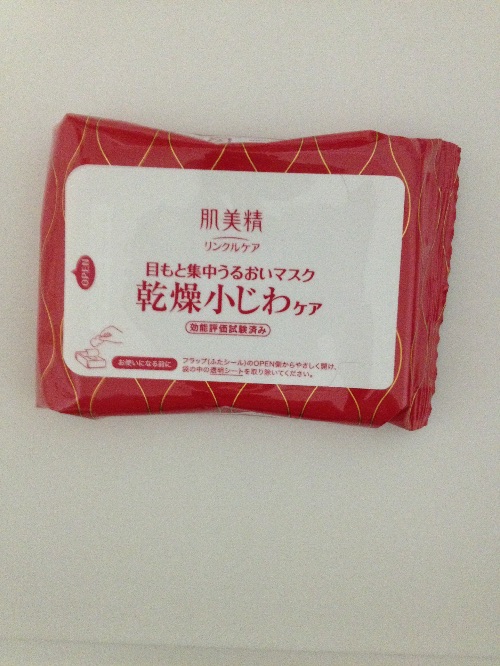 肌美精
リンクルケア
目もと集中うるおいマスク
乾燥小じわケア
効能評価試験済み
OPEN
お使いになる前に
フラップ(ふたシール)のOPEN側からやさしく開け、
袋の中の透明シートを取り除いてください。